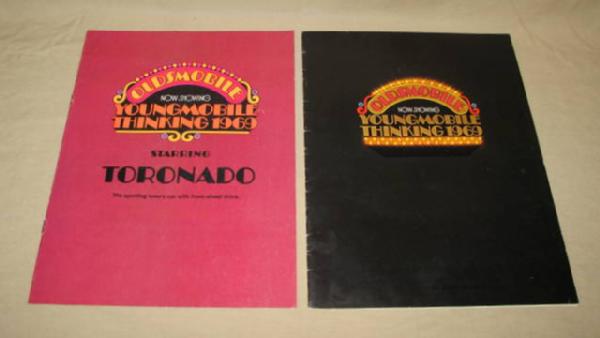 OLDSMOBILE
NOW SHOWING
YOUNGMOBILE
THINKING 1969
STARRING
TORONADO
The sporting luxury car with front-wheel drive.
OLDSMOBILE
NOW SHOWING
YOUNGMOBILE
THINKING 1969